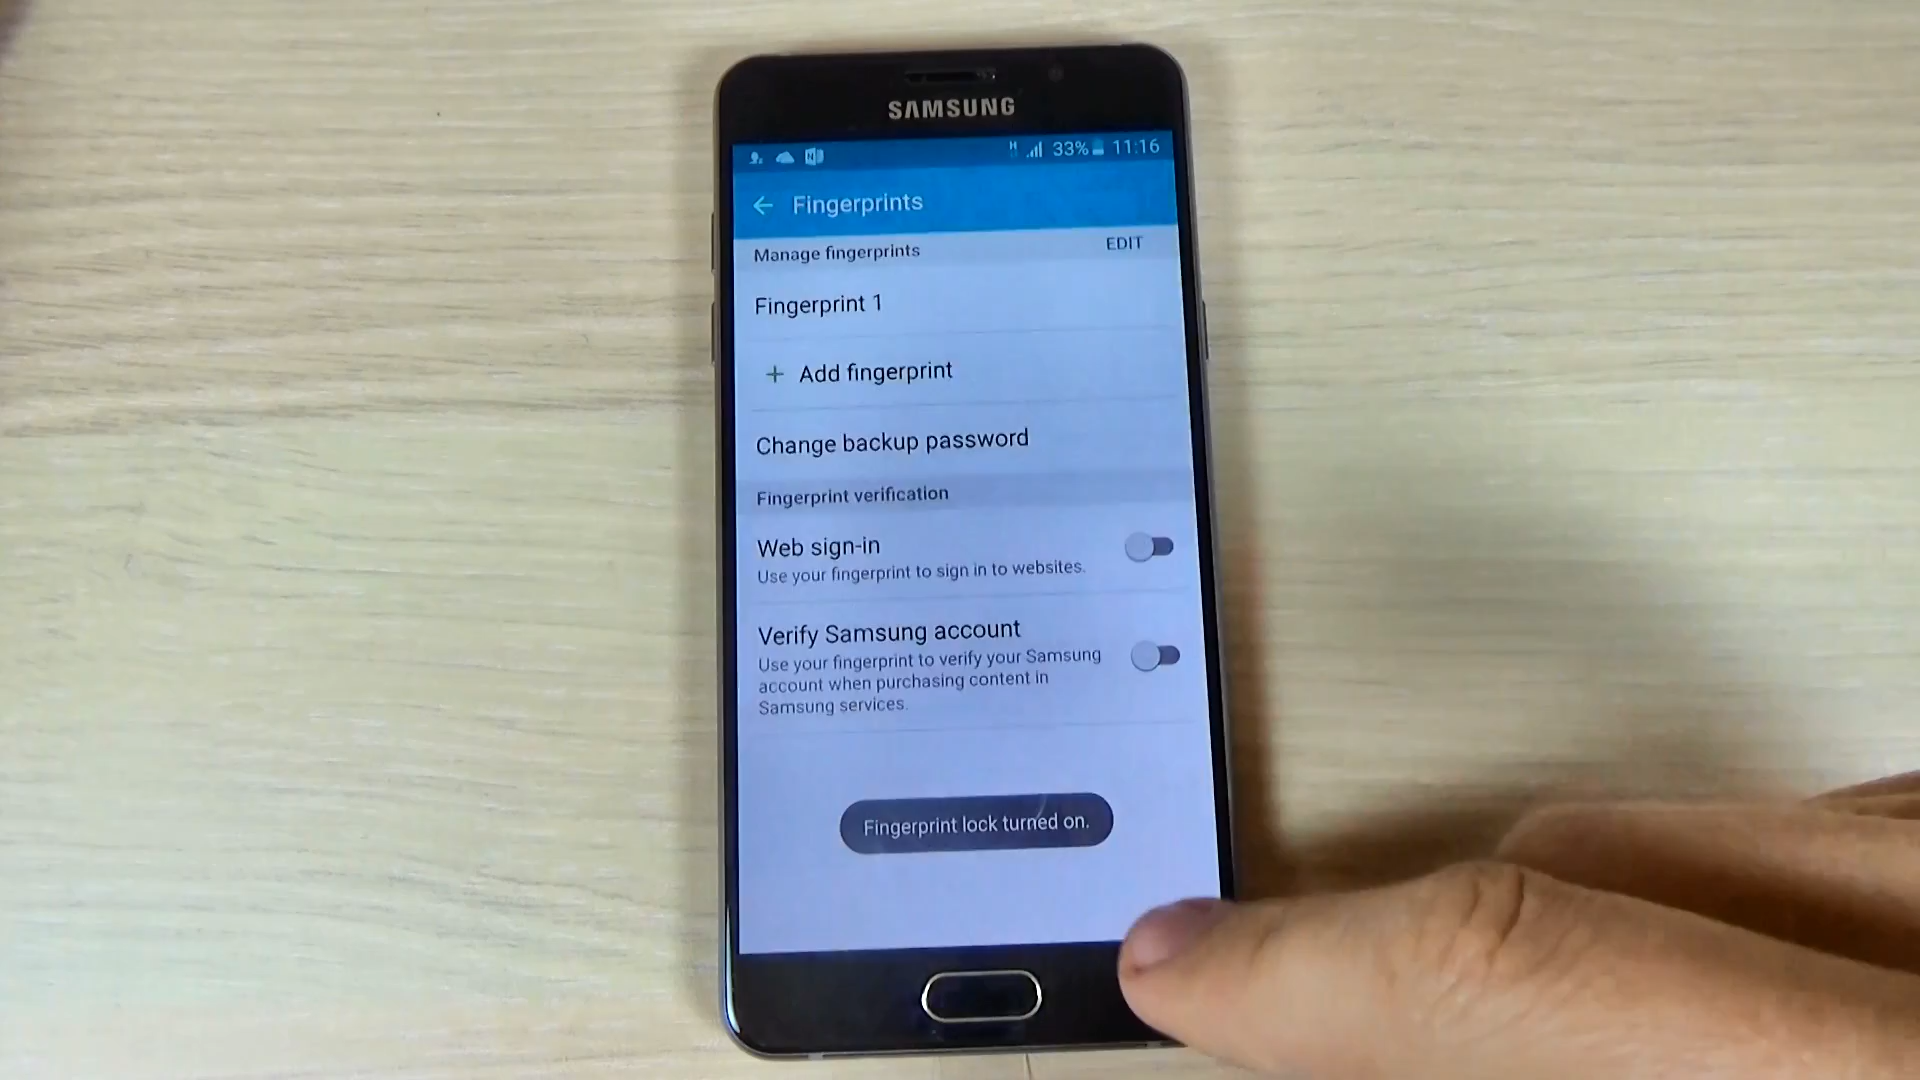 SAMSUNG
H 33% 11:16
Fingerprints
Manage fingerprints EDIT
Fingerprint 1
+ Add fingerprint
Change backup password
Fingerprint verification
Web sign-in
Use your fingerprint to sign in to websites.
Verify Samsung account
Use your fingerprint to verify your Samsung
account when purchasing content in
Samsung services.
Fingerprint lock turned on.